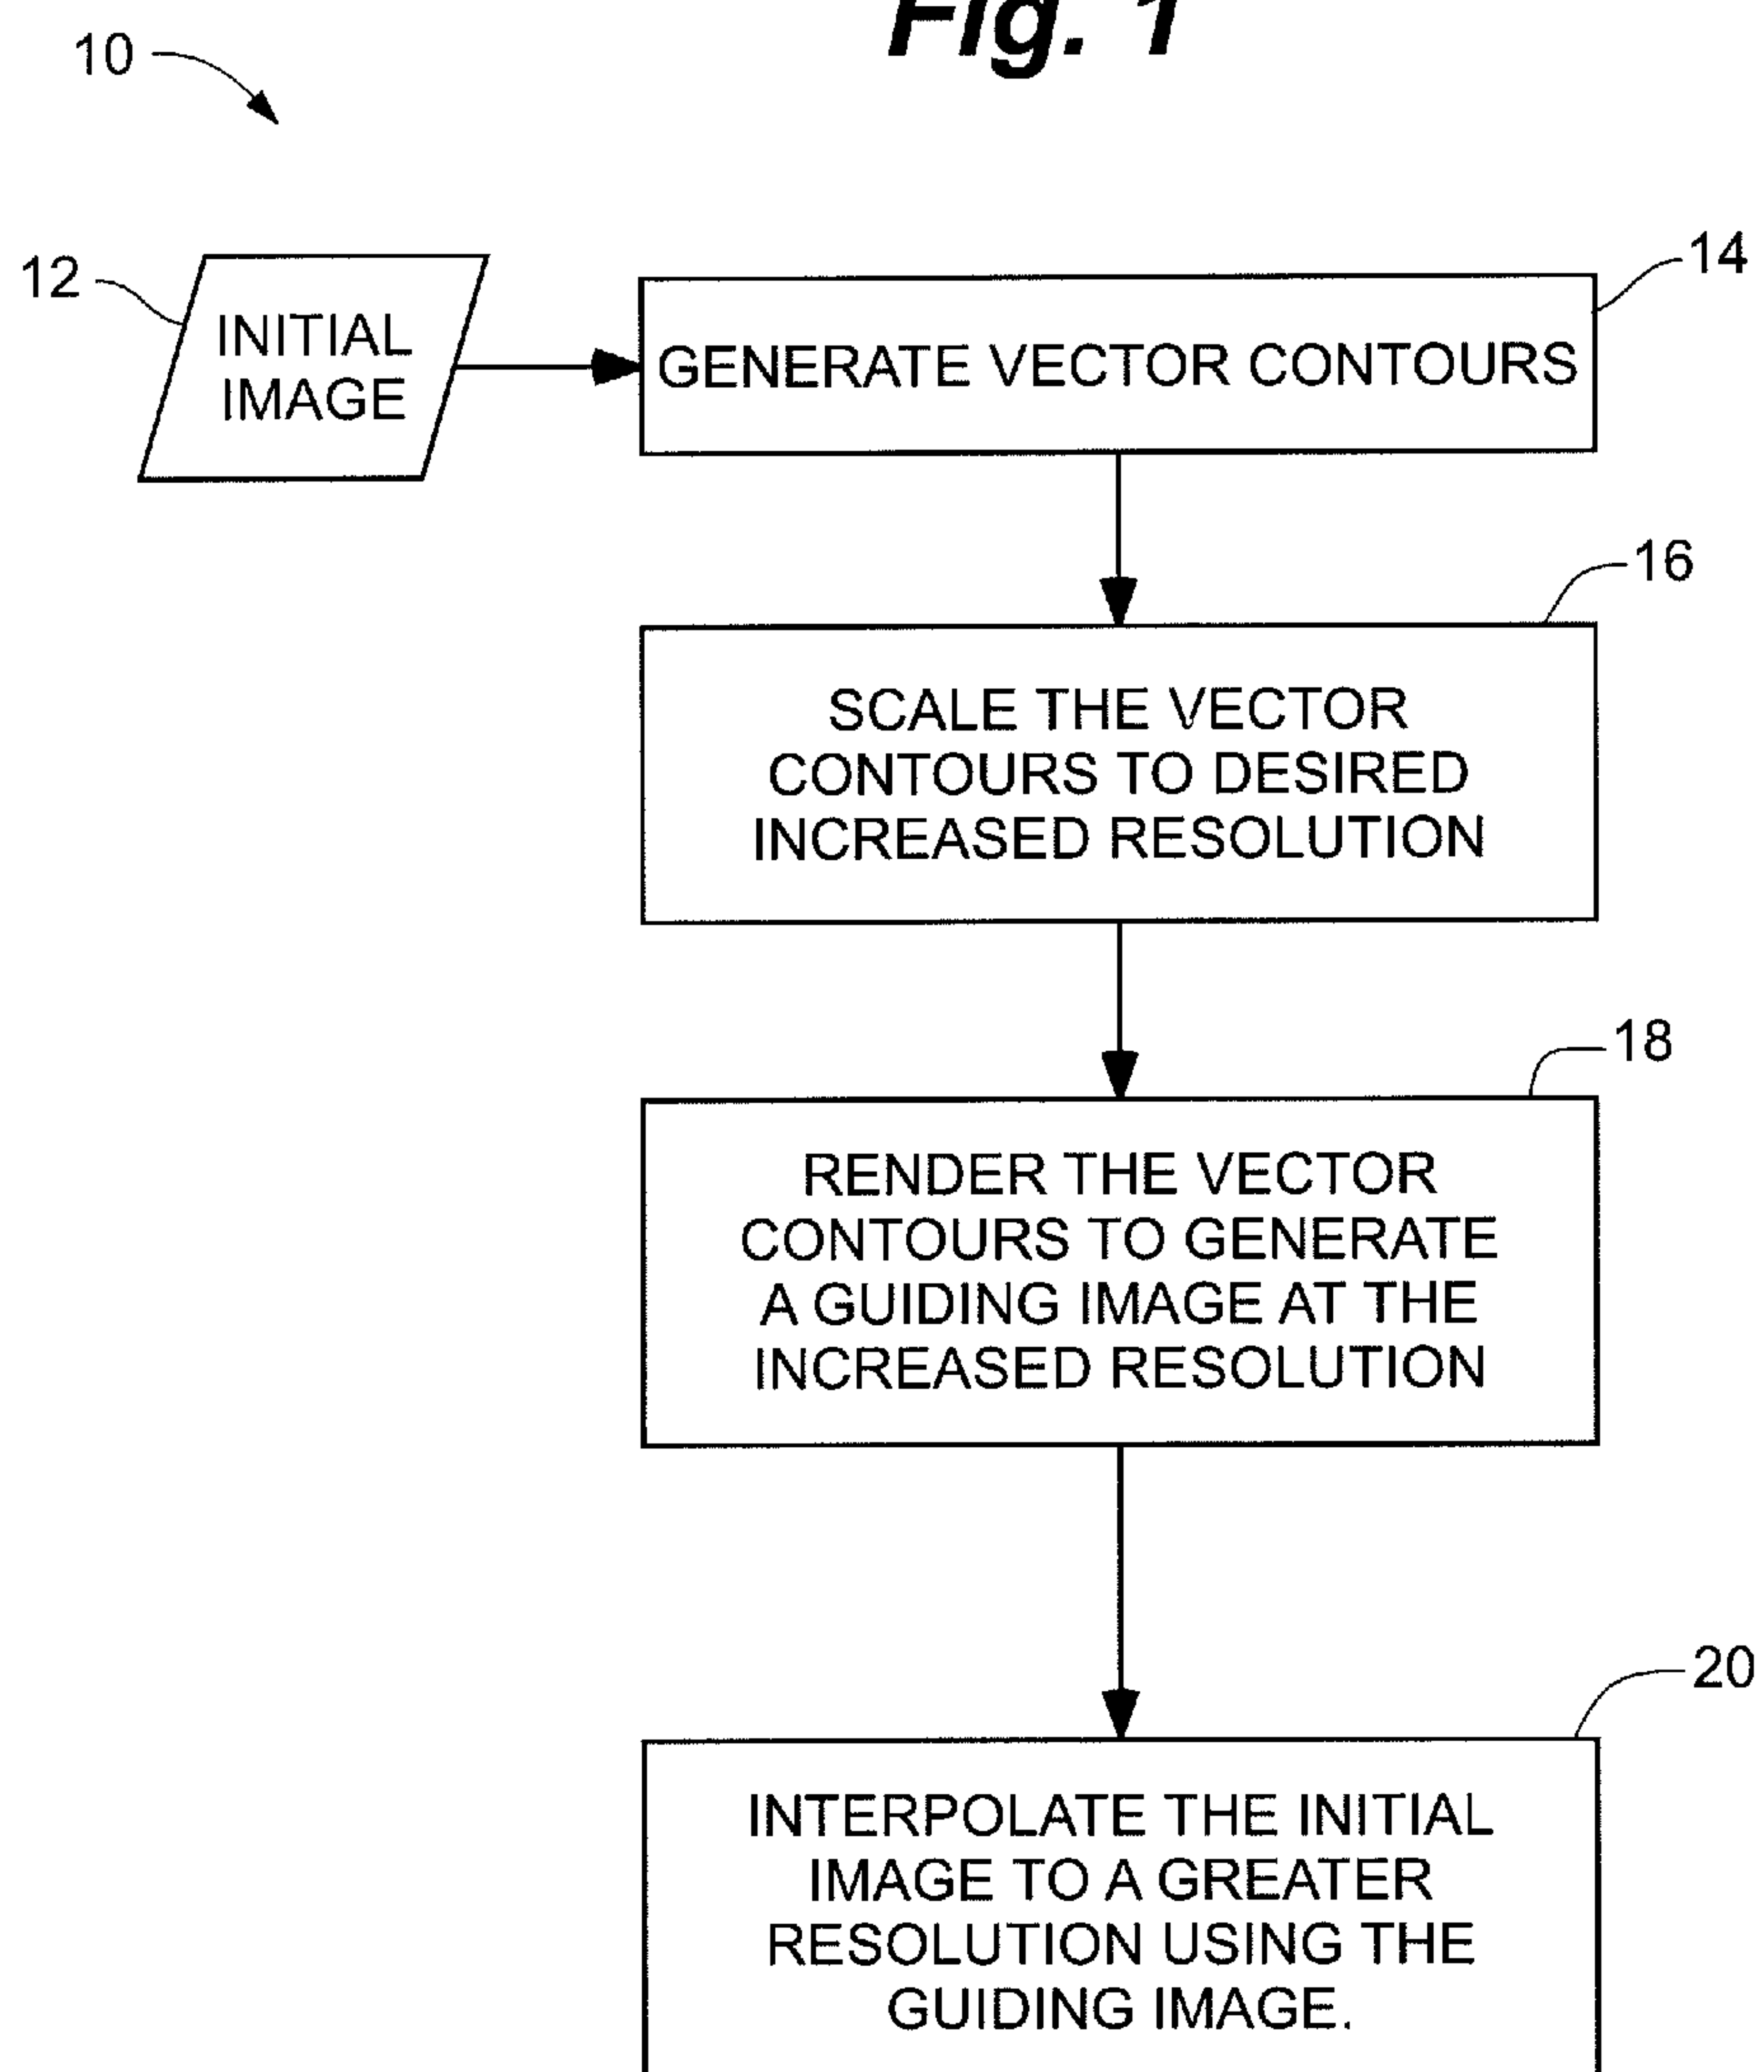 Fig. 1
10
12
INITIAL
IMAGE
14
GENERATE VECTOR CONTOURS
16
SCALE THE VECTOR
CONTOURS TO DESIRED
INCREASED RESOLUTION
18
RENDER THE VECTOR
CONTOURS TO GENERATE
A GUIDING IMAGE AT THE
INCREASED RESOLUTION
20
INTERPOLATE THE INITIAL
IMAGE TO A GREATER
RESOLUTION USING THE
GUIDING IMAGE.